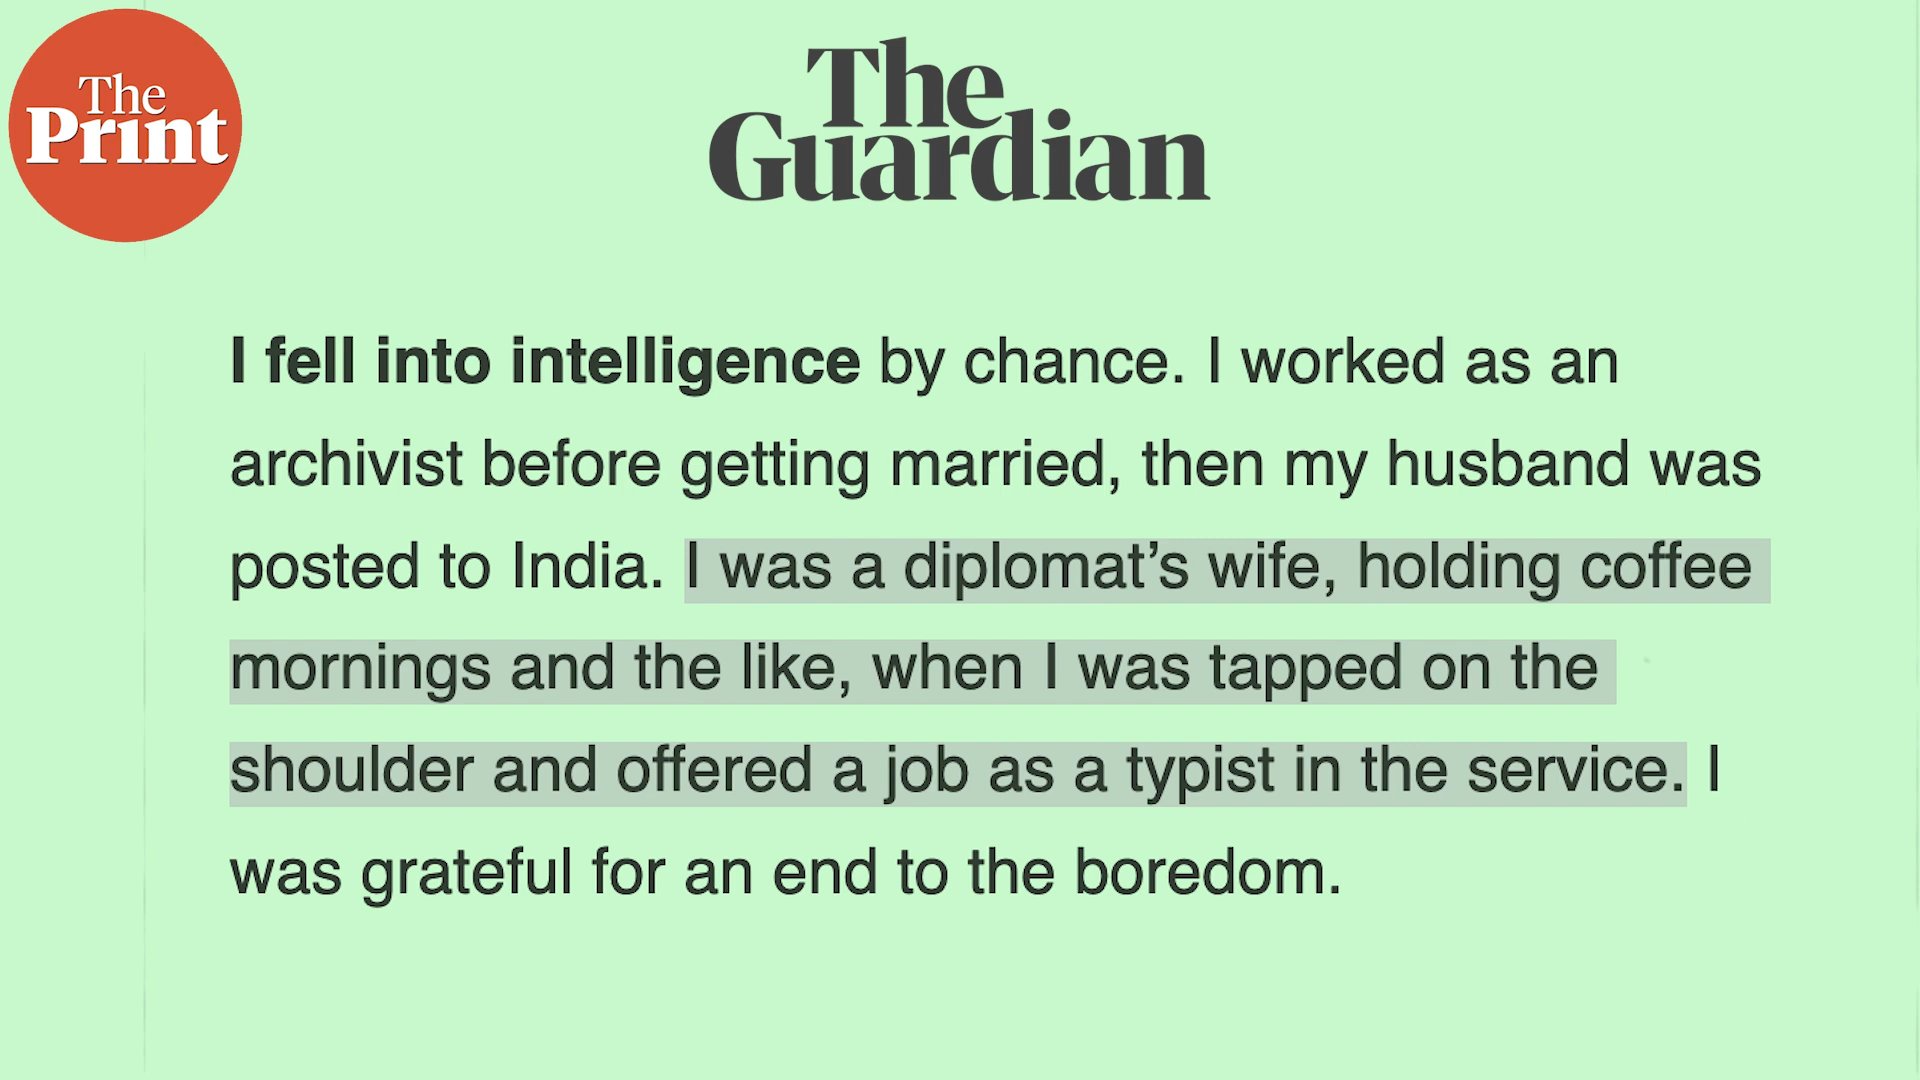 The
Print
The
Guardian
I fell into intelligence by chance. I worked as an
archivist before getting married, then my husband was
posted to India. I was a diplomat’s wife, holding coffee
mornings and the like, when I was tapped on the
shoulder and offered a job as a typist in the service. I
was grateful for an end to the boredom.